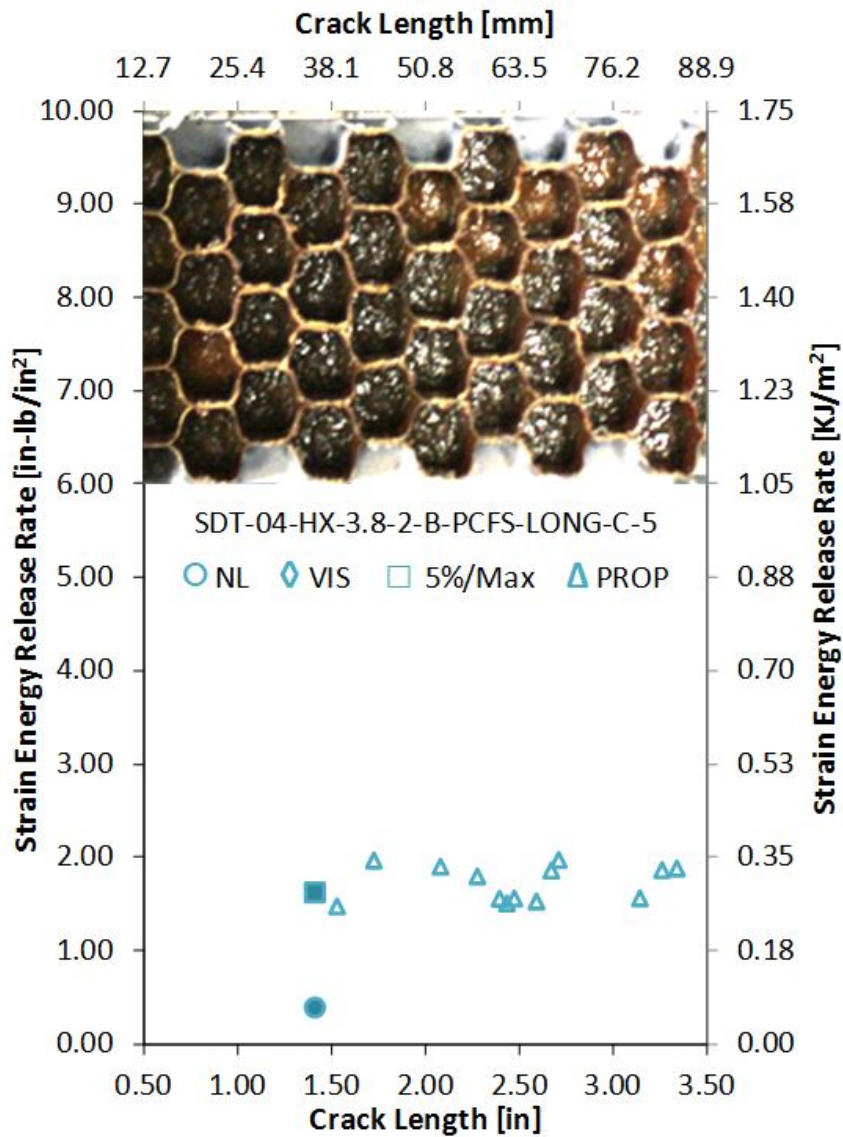 Crack Length [mm]
12.7 25.4 38.1 50.8 63.5 76.2 88.9
Strain Energy Release Rate [in-lb/in²]
10.00
9.00
8.00
7.00
6.00
5.00
4.00
3.00
2.00
1.00
0.00
SDT-04-HX-3.8-2-B-PCFS-LONG-C-5
NL VIS 5%/Max PROP
1.75
1.58
1.40
1.23
1.05
0.88
0.70
0.53
0.35
0.18
0.00
Strain Energy Release Rate [KJ/m²]
0.50 1.00 1.50 2.00 2.50 3.00 3.50
Crack Length [in]